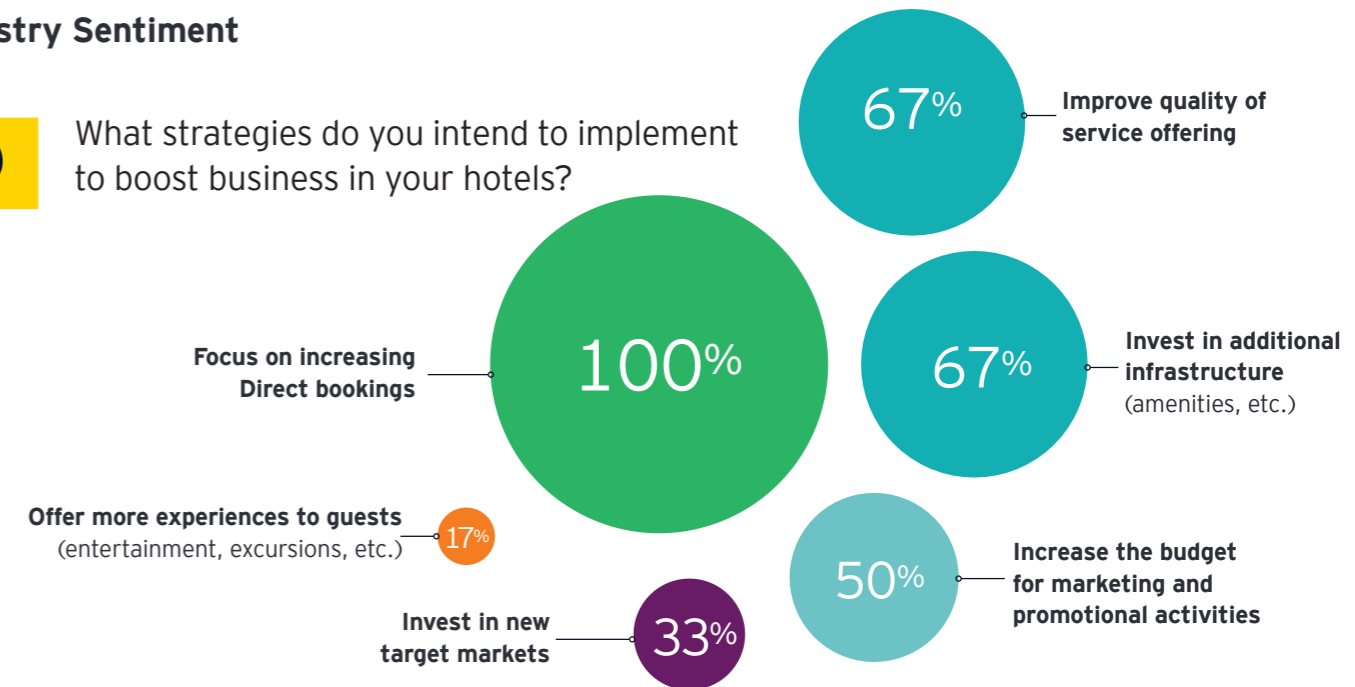 stry Sentiment
What strategies do you intend to implement
to boost business in your hotels?
67%
Improve quality of
service offering
Focus on increasing
Direct bookings
100%
67%
Invest in additional
infrastructure
(amenities, etc.)
Offer more experiences to guests
(entertainment, excursions, etc.)
17%
50%
Increase the budget
for marketing and
promotional activities
Invest in new
target markets
33%